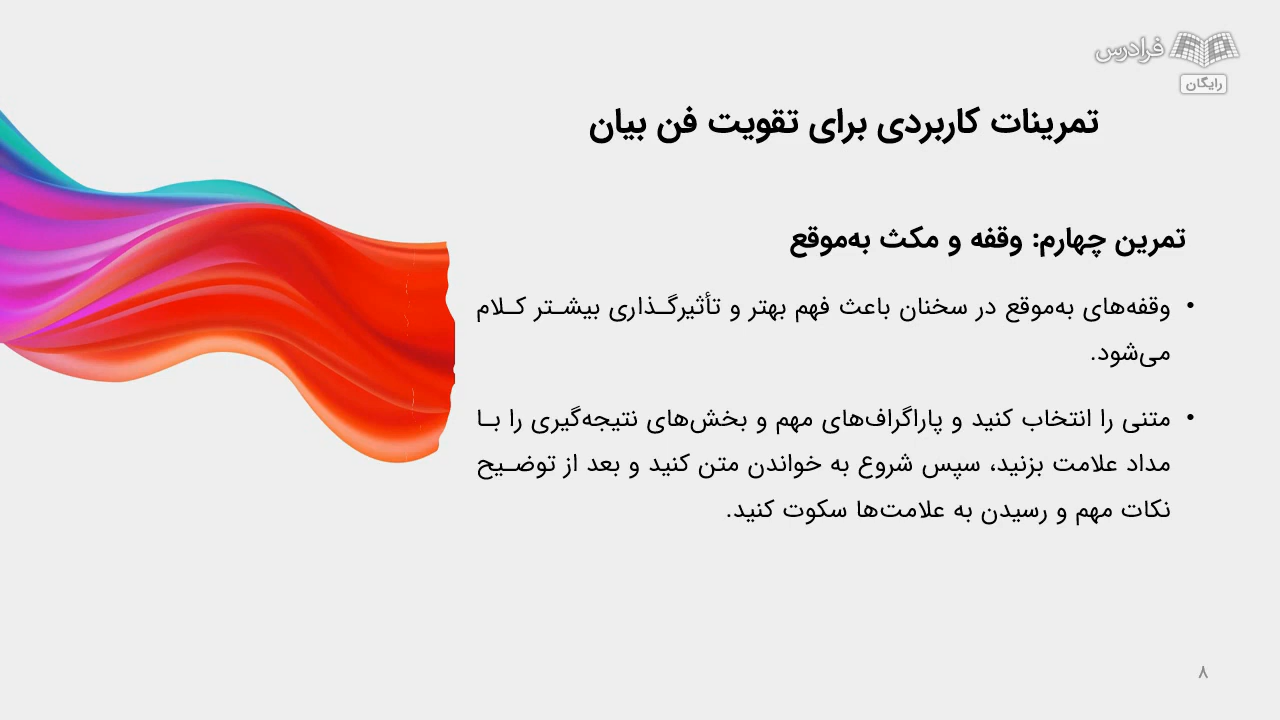 فرادرس
رایگان
تمرینات کاربردی برای تقویت فن بیان
تمرین چهارم: وقفه و مکث به‌موقع
• وقفه‌های به‌موقع در سخنان باعث فهم بهتر و تأثیرگـذاری بیشـتر کـلام
می‌شود.
• متنی را انتخاب کنید و پاراگراف‌های مهم و بخش‌های نتیجه‌گیری را بـا
مداد علامت بزنید، سپس شروع به خواندن متن کنید و بعد از توضـیح
نکات مهم و رسیدن به علامت‌ها سکوت کنید.
۸